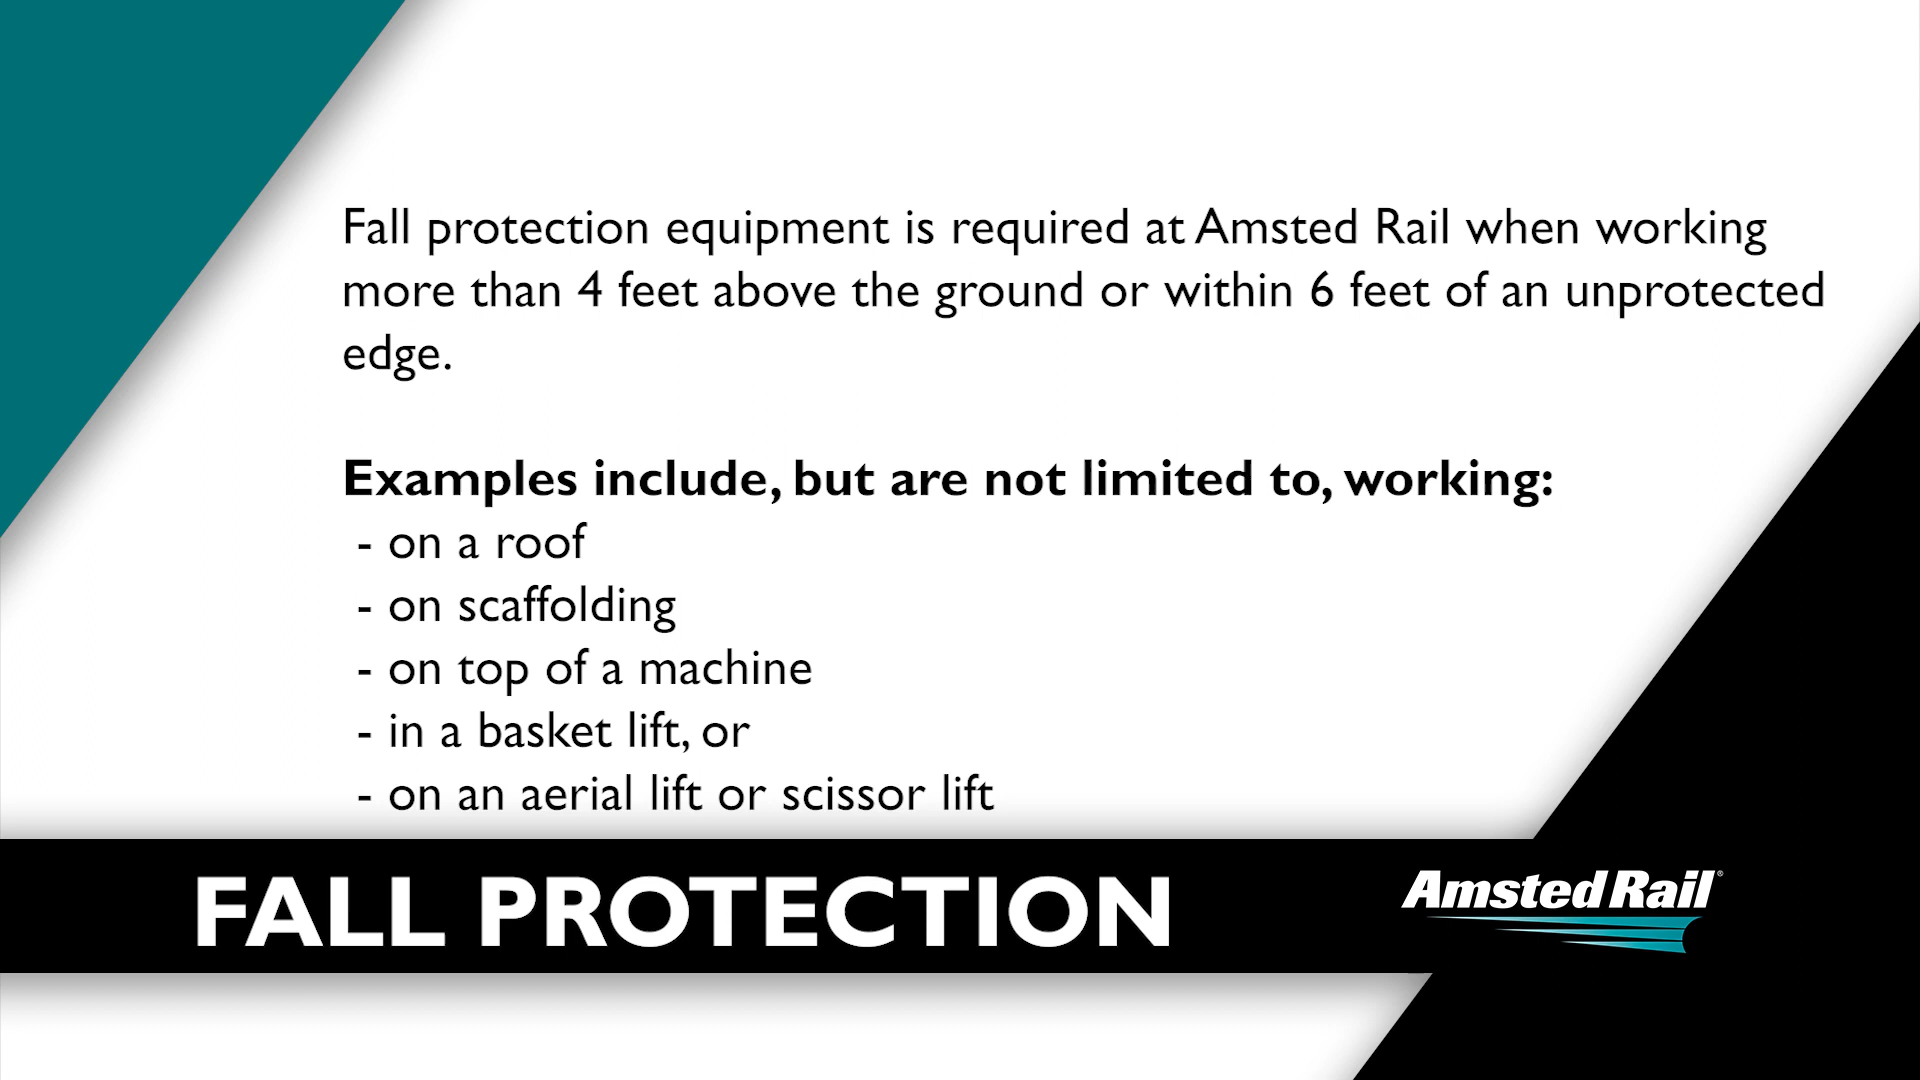 Fall protection equipment is required at Amsted Rail when working
more than 4 feet above the ground or within 6 feet of an unprotected
edge.
Examples include, but are not limited to, working:
- on a roof
- on scaffolding
- on top of a machine
- in a basket lift, or
- on an aerial lift or scissor lift
FALL PROTECTION
Amsted Rail®